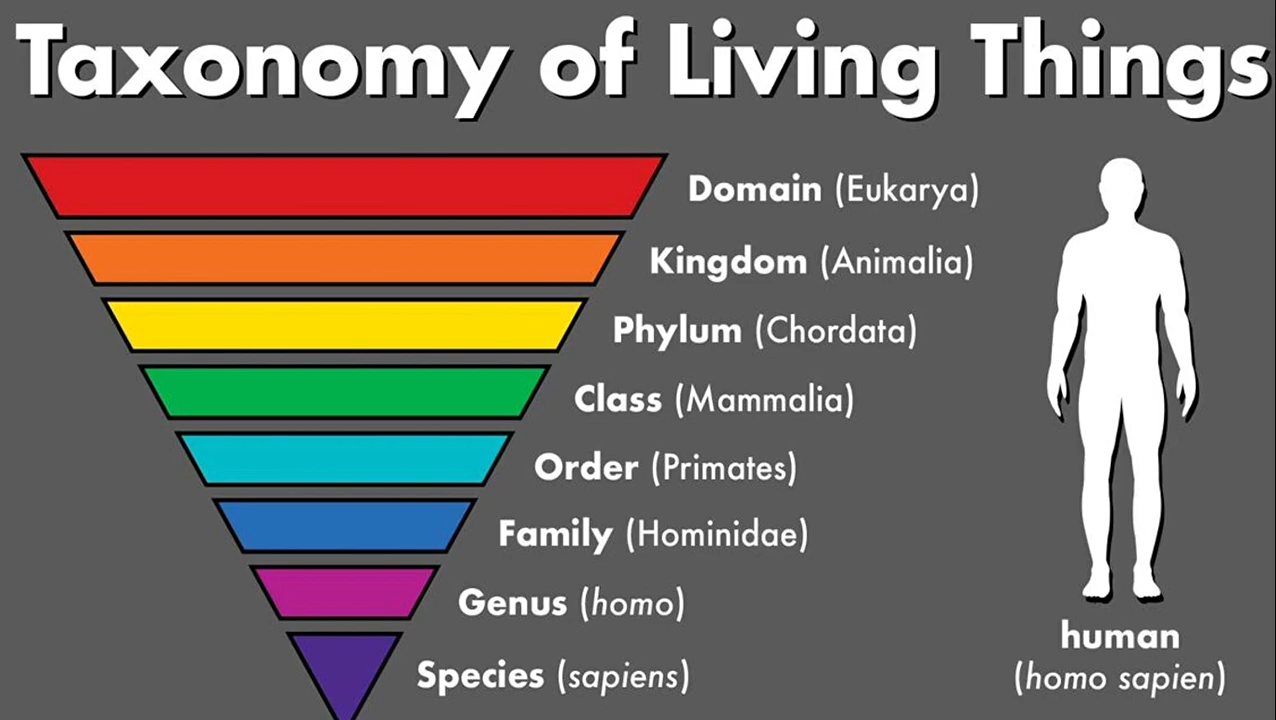 Taxonomy of Living Things
Domain (Eukarya)
Kingdom (Animalia)
Phylum (Chordata)
Class (Mammalia)
Order (Primates)
Family (Hominidae)
Genus (homo)
Species (sapiens)
human
(homo sapien)